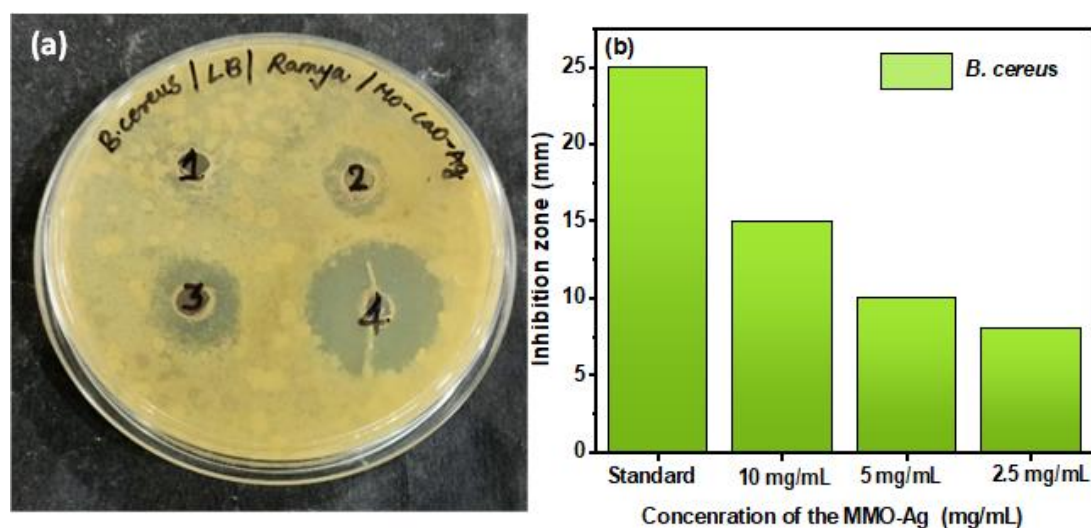 (a)
B.cereus / LB / Ramya / Mo-CaO-Ag
1
2
3
4
(b)
B. cereus
25
20
15
10
5
0
Inhibition zone (mm)
Standard
10 mg/mL
5 mg/mL
2.5 mg/mL
Concenration of the MMO-Ag (mg/mL)